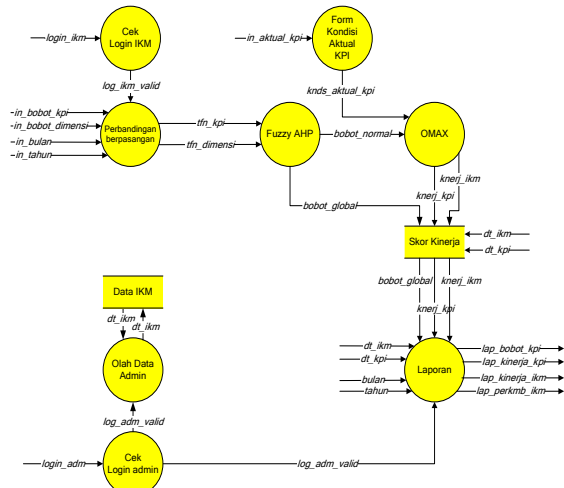 login_ikm
Cek
Login IKM
in_aktual_kpi
Form
Kondisi
Aktual
KPI
log_ikm_valid
knds_aktual_kpi
in_bobot_kpi
in_bobot_dimensi
in_bulan
in_tahun
Perbandingan
berpasangan
tfn_kpi
tfn_dimensi
Fuzzy AHP
bobot_normal
OMAX
knerj_ikm
knerj_kpi
bobot_global
Skor Kinerja
dt_ikm
dt_kpi
bobot_global
knerj_ikm
knerj_kpi
Data IKM
dt_ikm
dt_ikm
Olah Data
Admin
dt_ikm
dt_kpi
bulan
tahun
Laporan
lap_bobot_kpi
lap_kinerja_kpi
lap_kinerja_ikm
lap_perkmb_ikm
log_adm_valid
login_adm
Cek
Login admin
log_adm_valid